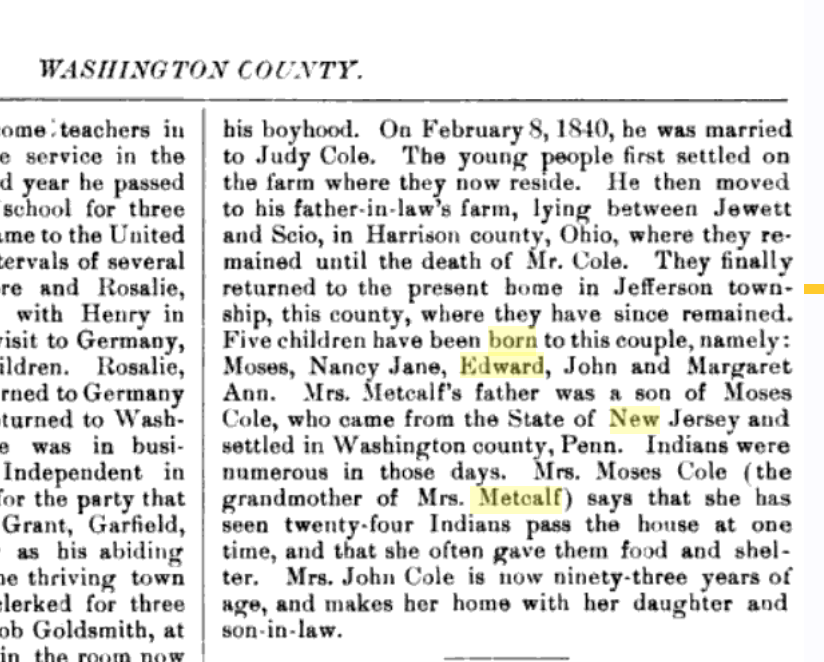 WASHINGTON COUNTY.
ome teachers in
e service in the
d year he passed
school for three
me to the United
tervals of several
re and Rosalie,
with Henry in
isit to Germany,
ildren. Rosalie,
rned to Germany
turned to Wash-
e was in busi-
Independent in
for the party that
Grant, Garfield,
as his abiding
he thriving town
lerked for three
ob Goldsmith, at
in the room now
his boyhood. On February 8, 1840, he was married
to Judy Cole. The young people first settled on
the farm where they now reside. He then moved
to his father-in-law's farm, lying between Jewett
and Scio, in Harrison county, Ohio, where they re-
mained until the death of Mr. Cole. They finally
returned to the present home in Jefferson town-
ship, this county, where they have since remained.
Five children have been born to this couple, namely:
Moses, Nancy Jane, Edward, John and Margaret
Ann. Mrs. Metcalf's father was a son of Moses
Cole, who came from the State of New Jersey and
settled in Washington county, Penn. Indians were
numerous in those days. Mrs. Moses Cole (the
grandmother of Mrs. Metcalf) says that she has
seen twenty-four Indians pass the house at one
time, and that she often gave them food and shel-
ter. Mrs. John Cole is now ninety-three years of
age, and makes her home with her daughter and
son-in-law.